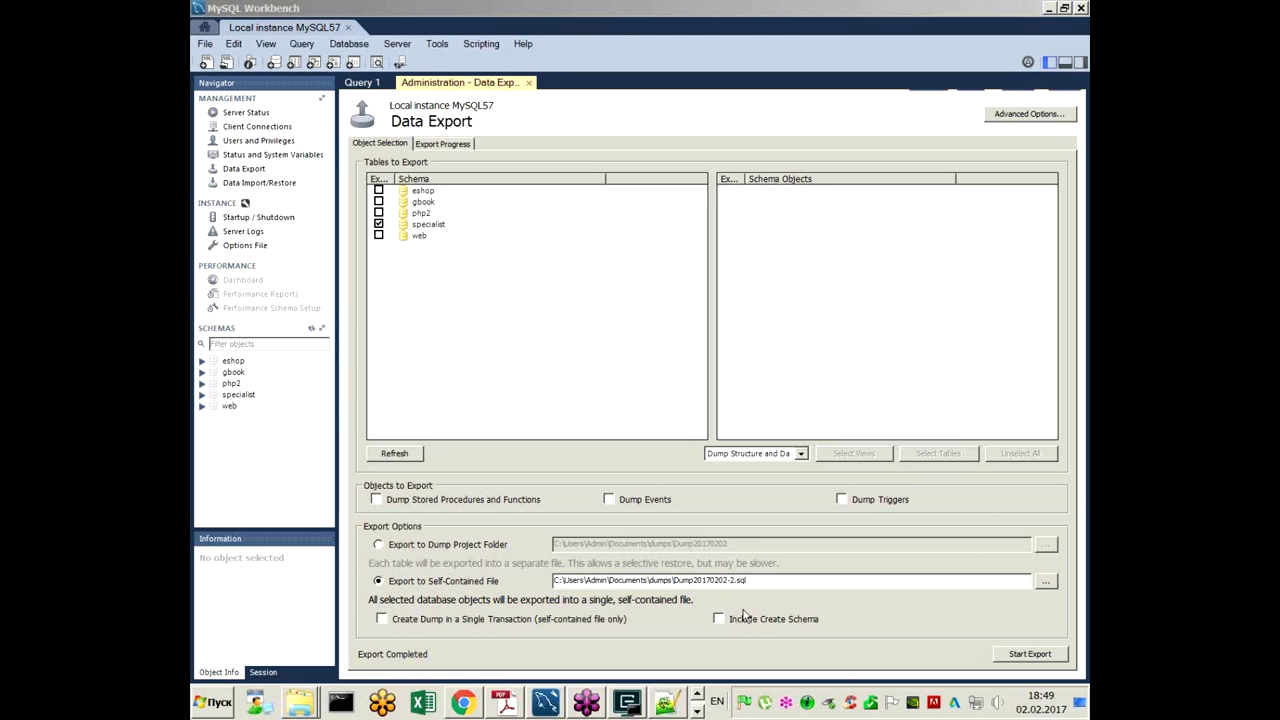 MySQL Workbench
Local instance MySQL57
File Edit View Query Database Server Tools Scripting Help
Navigator
MANAGEMENT
Server Status
Client Connections
Users and Privileges
Status and System Variables
Data Export
Data Import/Restore
INSTANCE
Startup / Shutdown
Server Logs
Options File
PERFORMANCE
Dashboard
Performance Reports
Performance Schema Setup
SCHEMAS
Filter objects
eshop
gbook
php2
specialist
web
Information
No object selected
Object Info Session
Query 1 Administration - Data Exp...
Local instance MySQL57
Data Export
Advanced Options...
Object Selection Export Progress
Tables to Export
Ex... Schema
eshop
gbook
php2
specialist
web
Ex... Schema Objects
Refresh Dump Structure and Da Select Views Select Tables Unselect All
Objects to Export
Dump Stored Procedures and Functions Dump Events Dump Triggers
Export Options
Export to Dump Project Folder C:\Users\Admin\Documents\dumps\Dump20170202 ...
Each table will be exported into a separate file. This allows a selective restore, but may be slower.
Export to Self-Contained File C:\Users\Admin\Documents\dumps\Dump20170202-2.sql ...
All selected database objects will be exported into a single, self-contained file.
Create Dump in a Single Transaction (self-contained file only) Include Create Schema
Export Completed Start Export
Пуск EN 18:49
02.02.2017